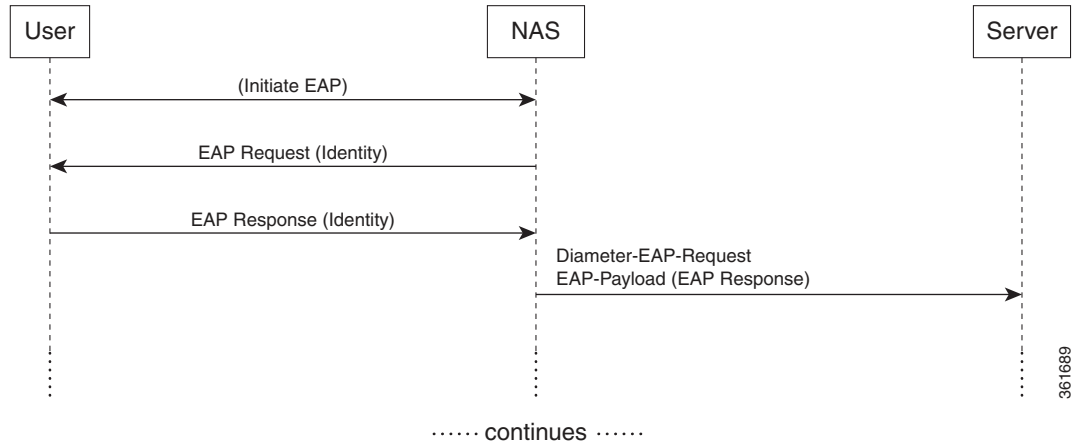 User
NAS
Server
(Initiate EAP)
EAP Request (Identity)
EAP Response (Identity)
Diameter-EAP-Request
EAP-Payload (EAP Response)
361689
...... continues ......